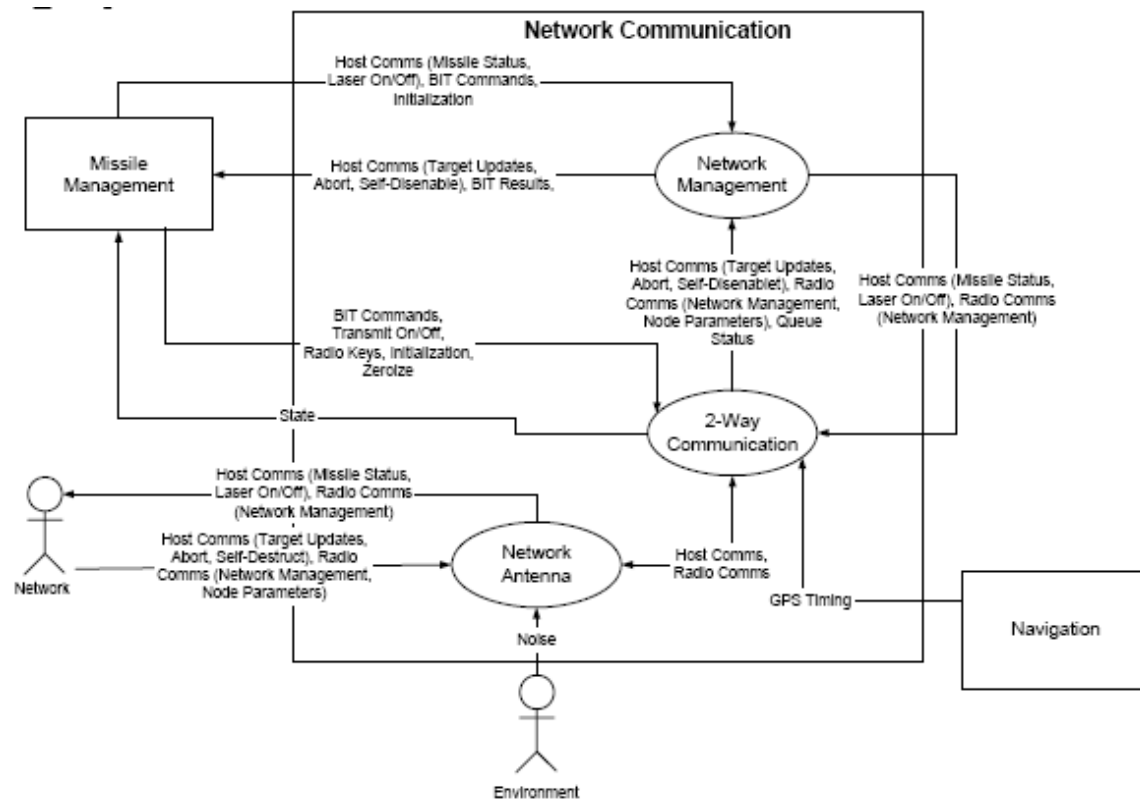 Network Communication
Host Comms (Missile Status,
Laser On/Off), BIT Commands,
Initialization
Missile
Management
Host Comms (Target Updates,
Abort, Self-Disenable), BIT Results,
Network
Management
Host Comms (Target Updates,
Abort, Self-Disenablet), Radio
Comms (Network Management,
Node Parameters), Queue
Status
Host Comms (Missile Status,
Laser On/Off), Radio Comms
(Network Management)
BIT Commands,
Transmit On/Off,
Radio Keys, Initialization,
Zeroize
State
2-Way
Communication
Host Comms (Missile Status,
Laser On/Off), Radio Comms
(Network Management)
Host Comms (Target Updates,
Abort, Self-Destruct), Radio
Comms (Network Management,
Node Parameters)
Network
Network
Antenna
Host Comms,
Radio Comms
GPS Timing
Navigation
Noise
Environment